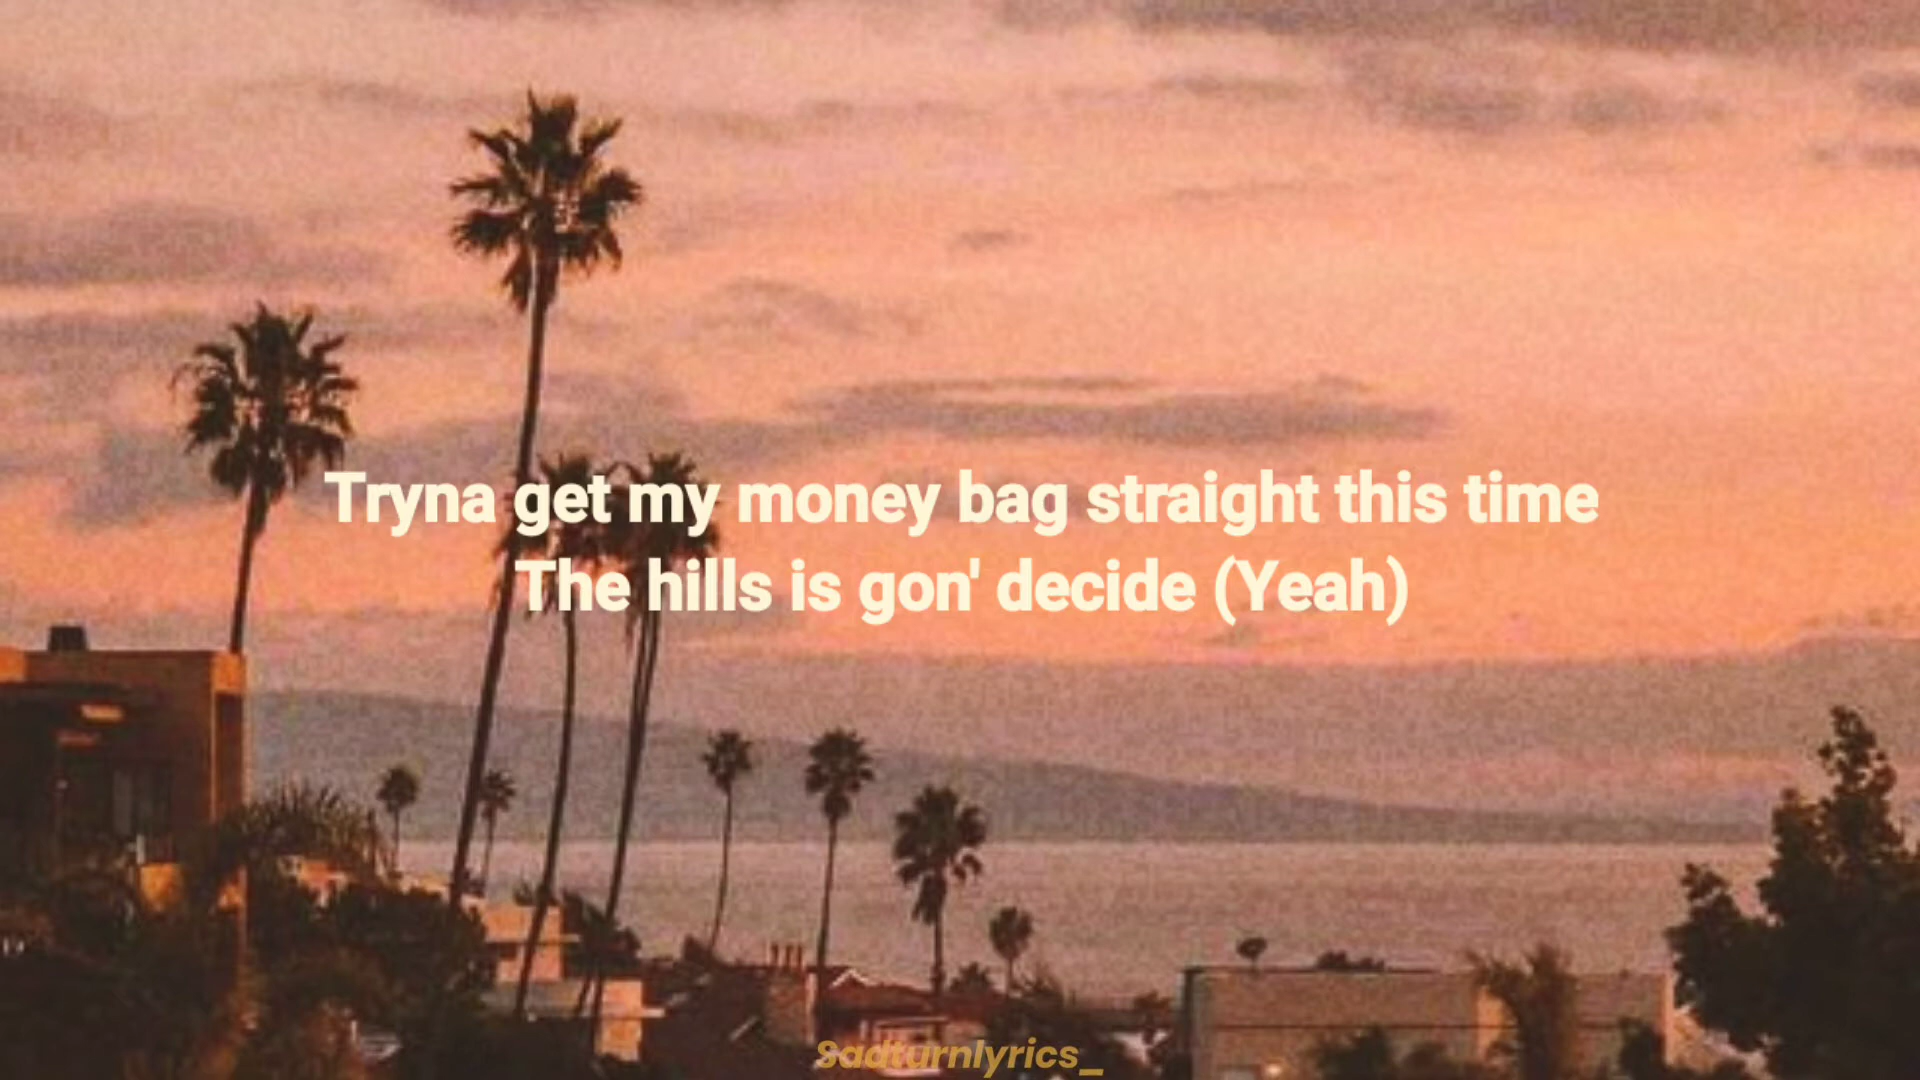 Tryna get my money bag straight this time
The hills is gon' decide (Yeah)
Sadturnlyrics_